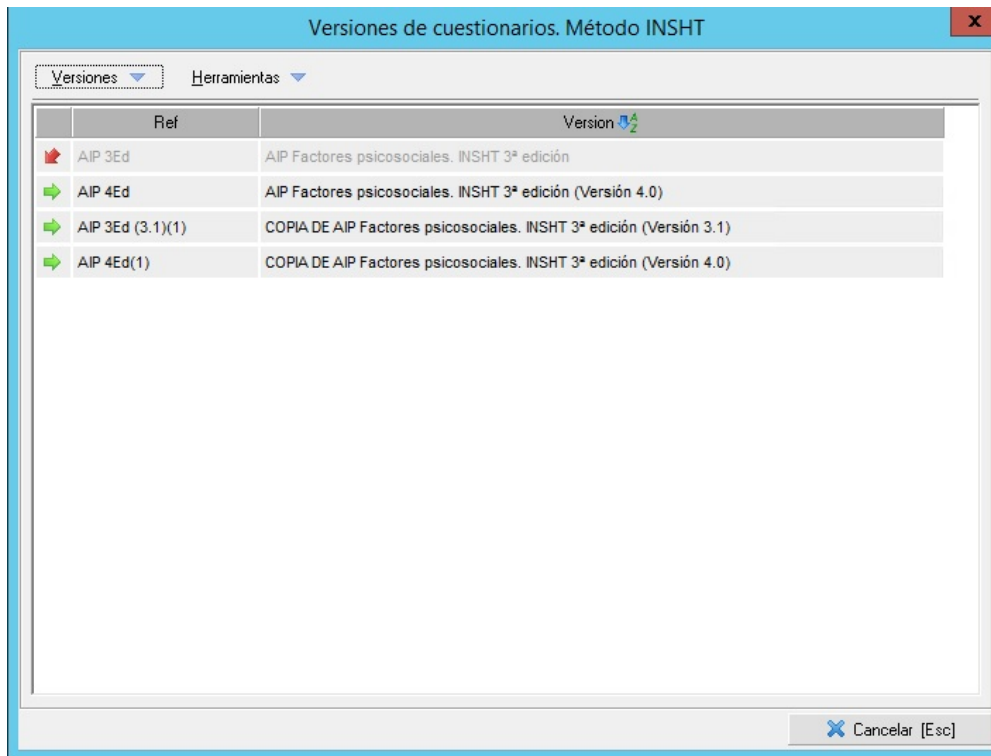 Versiones de cuestionarios. Método INSHT
x
Versiones Herramientas
Ref Version
AIP 3Ed AIP Factores psicosociales. INSHT 3ª edición
AIP 4Ed AIP Factores psicosociales. INSHT 3ª edición (Versión 4.0)
AIP 3Ed (3.1)(1) COPIA DE AIP Factores psicosociales. INSHT 3ª edición (Versión 3.1)
AIP 4Ed(1) COPIA DE AIP Factores psicosociales. INSHT 3ª edición (Versión 4.0)
Cancelar [Esc]